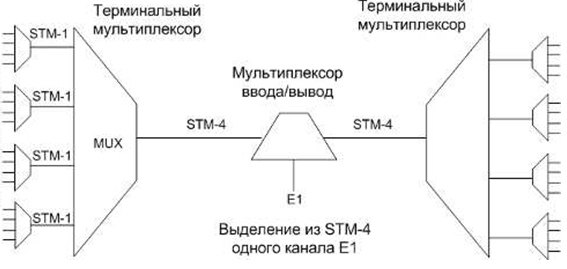 Терминальный
мультиплексор
Терминальный
мультиплексор
STM-1
Мультиплексор
ввода/вывод
STM-1
STM-4
STM-4
MUX
STM-1
E1
STM-1
Выделение из STM-4
одного канала E1